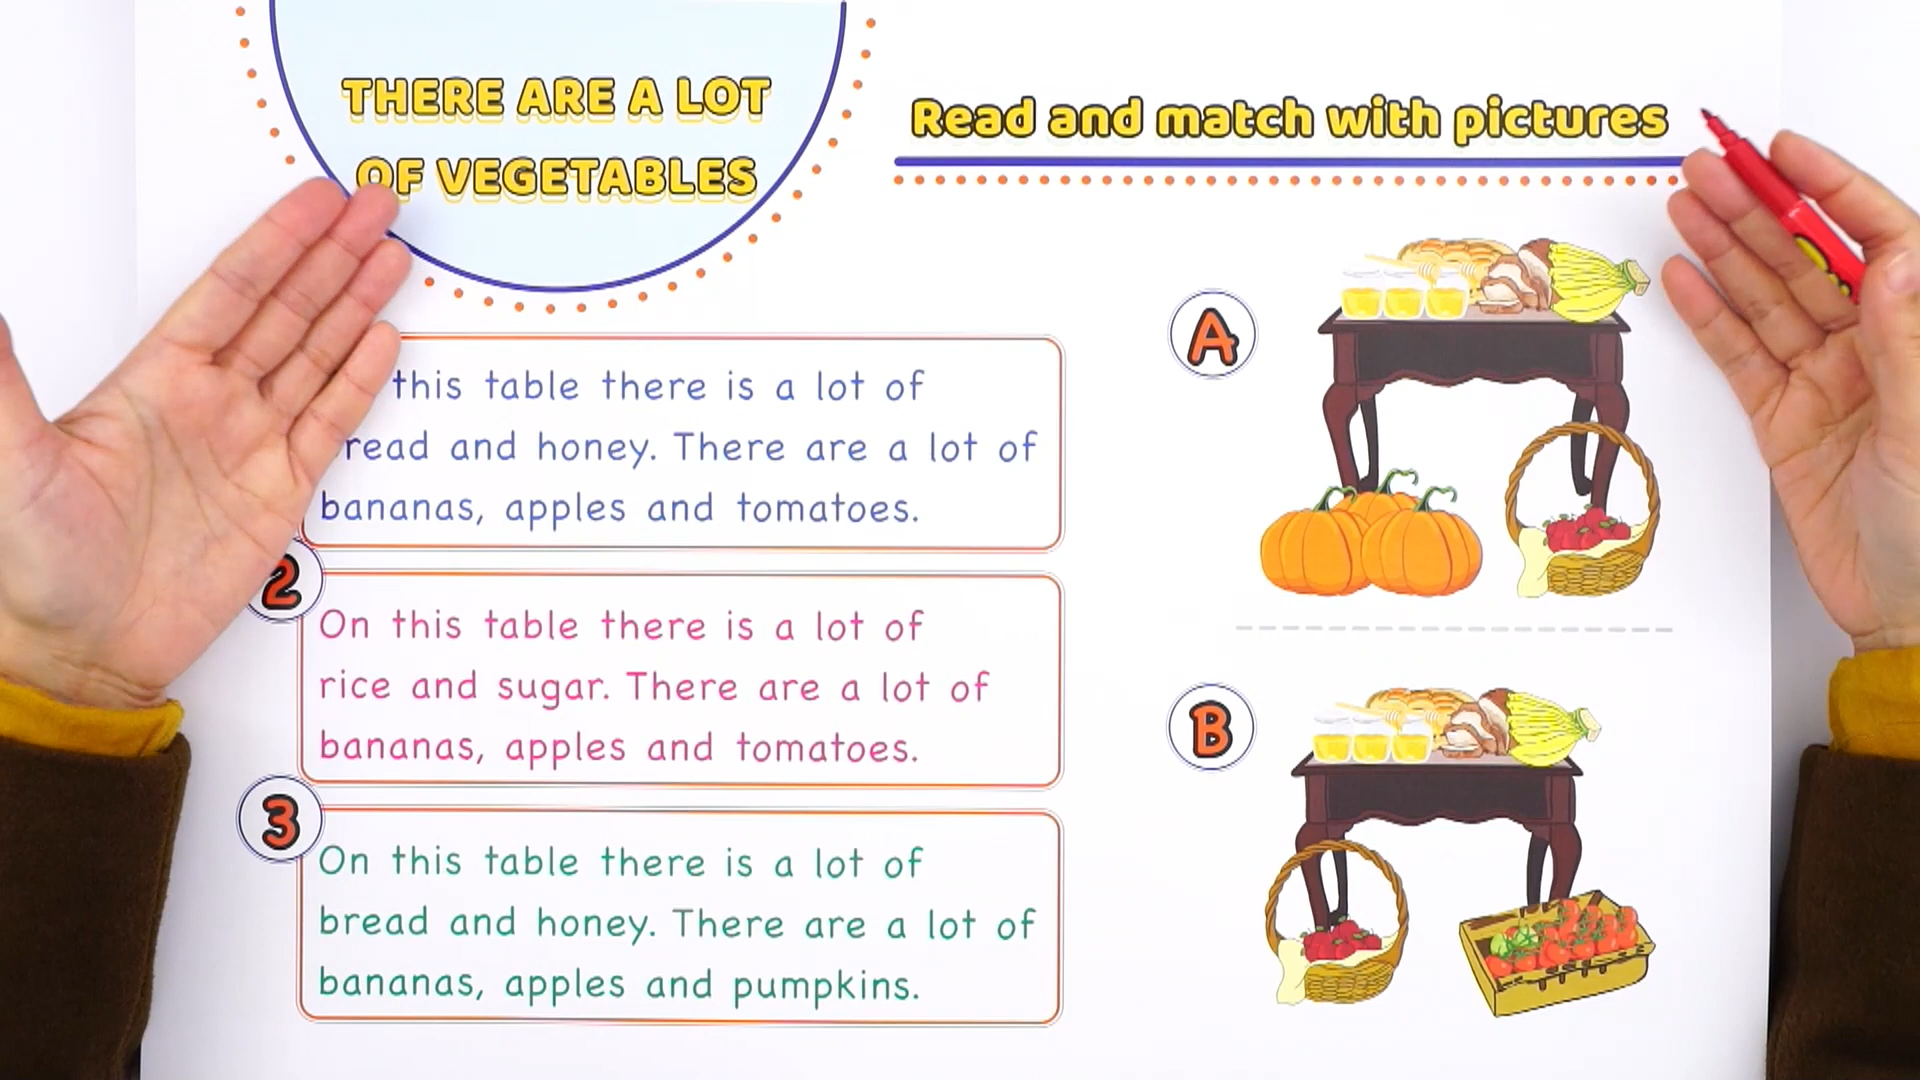 THERE ARE A LOT
OF VEGETABLES
Read and match with pictures
this table there is a lot of
bread and honey. There are a lot of
bananas, apples and tomatoes.
2
On this table there is a lot of
rice and sugar. There are a lot of
bananas, apples and tomatoes.
3
On this table there is a lot of
bread and honey. There are a lot of
bananas, apples and pumpkins.
A
B